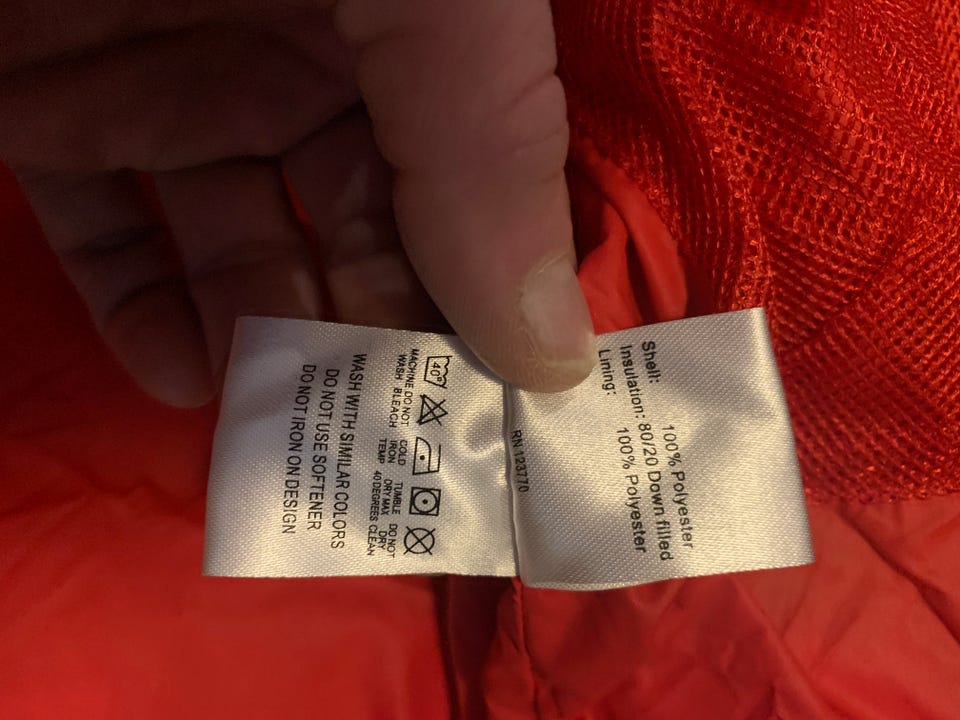 Shell: 100% Polyester
Insulation: 80/20 Down filled
Lining: 100% Polyester
RN 123770
40°
MACHINE WASH
DO NOT BLEACH
COLD IRON TEMP
TUMBLE DRY MAX 40 DEGREES
DO NOT DRY CLEAN
WASH WITH SIMILAR COLORS
DO NOT USE SOFTENER
DO NOT IRON ON DESIGN